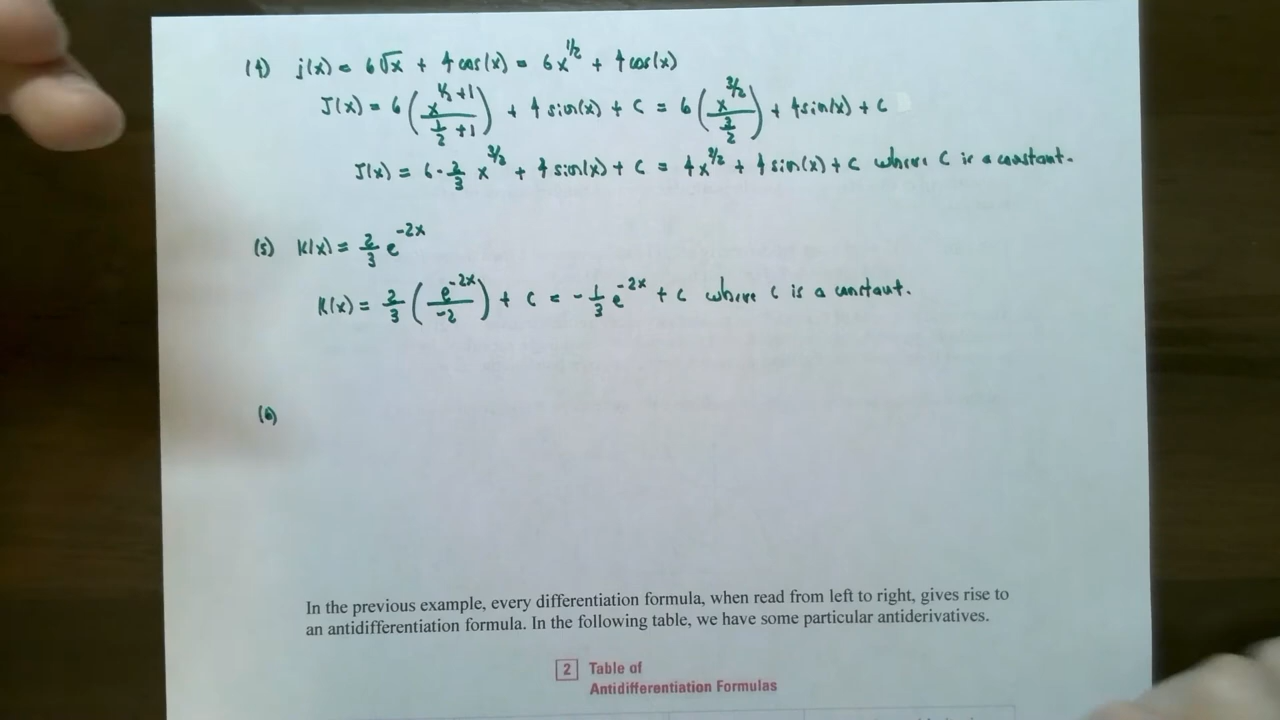 (4) j(x) = 6√x + 4 cos(x) = 6x^{1/2} + 4 cos(x)
J(x) = 6 (x^{1/2 + 1} / (1/2 + 1)) + 4 sin(x) + C = 6 (x^{3/2} / (3/2)) + 4 sin(x) + C
J(x) = 6 · 2/3 x^{3/2} + 4 sin(x) + C = 4x^{3/2} + 4 sin(x) + C where C is a constant.
(5) k(x) = 2/3 e^{-2x}
K(x) = 2/3 (e^{-2x} / -2) + C = - 1/3 e^{-2x} + C where C is a constant.
(6)
In the previous example, every differentiation formula, when read from left to right, gives rise to
an antidifferentiation formula. In the following table, we have some particular antiderivatives.
2 Table of
Antidifferentiation Formulas